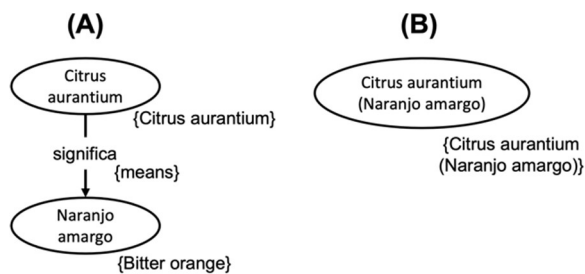 (A)
Citrus
aurantium
{Citrus aurantium}
significa
{means}
Naranjo
amargo
{Bitter orange}
(B)
Citrus aurantium
(Naranjo amargo)
{Citrus aurantium
(Naranjo amargo)}